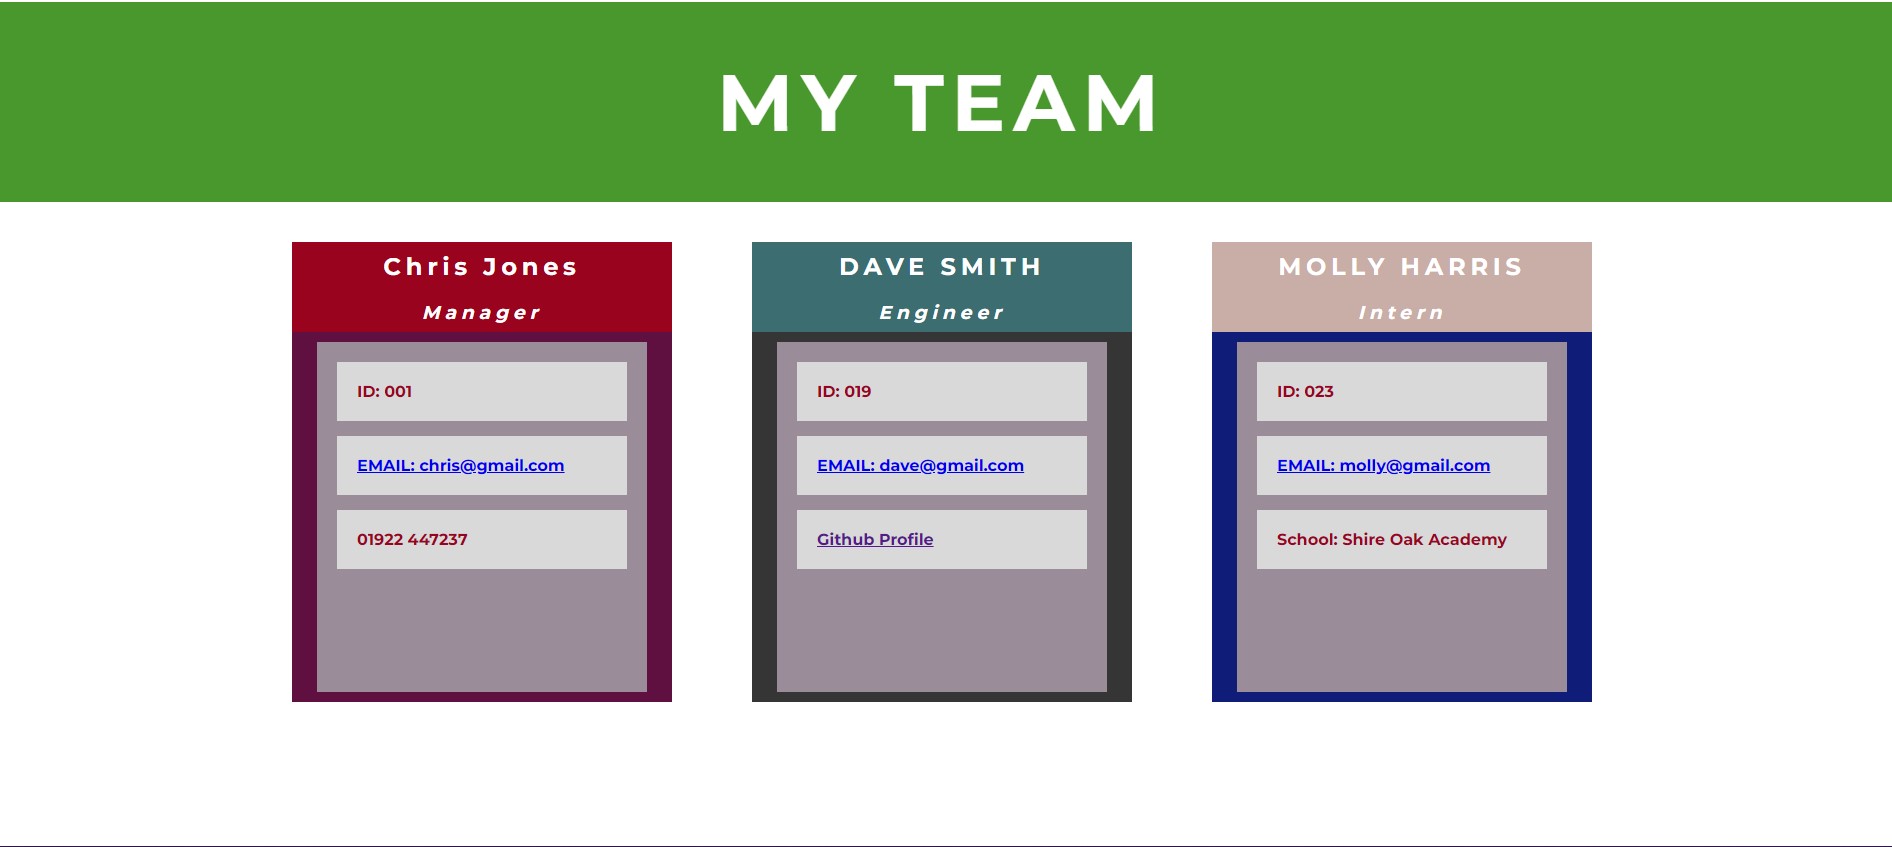 MY TEAM
Chris Jones
Manager
ID: 001
EMAIL: chris@gmail.com
01922 447237
DAVE SMITH
Engineer
ID: 019
EMAIL: dave@gmail.com
Github Profile
MOLLY HARRIS
Intern
ID: 023
EMAIL: molly@gmail.com
School: Shire Oak Academy